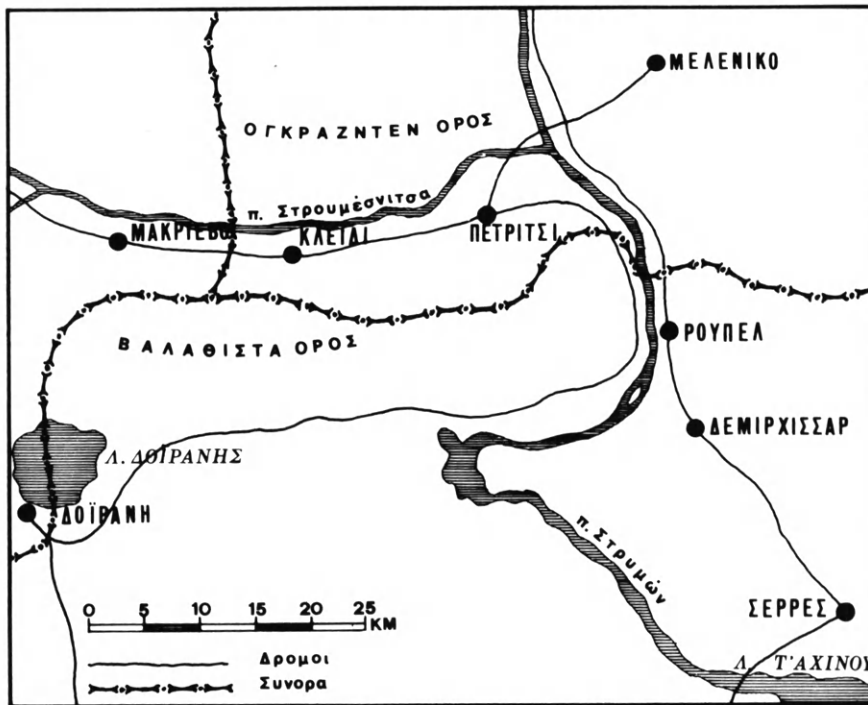 ΜΕΛΕΝΙΚΟ
ΟΓΚΡΑΖΝΤΕΝ ΟΡΟΣ
π. Στρουμέσνιτσα
ΜΑΚΡΙΕΒΟ
ΚΛΕΙΔΙ
ΠΕΤΡΙΤΣΙ
ΡΟΥΠΕΛ
ΒΑΛΑΘΙΣΤΑ ΟΡΟΣ
ΔΕΜΙΡΧΙΣΣΑΡ
Λ. ΔΟΪΡΑΝΗΣ
ΔΟΪΡΑΝΗ
π. Στρυμών
ΣΕΡΡΕΣ
0 5 10 15 20 25
KM
Λ. Τ'ΑΧΙΝΟΥ
Δρομοι
Συνορα